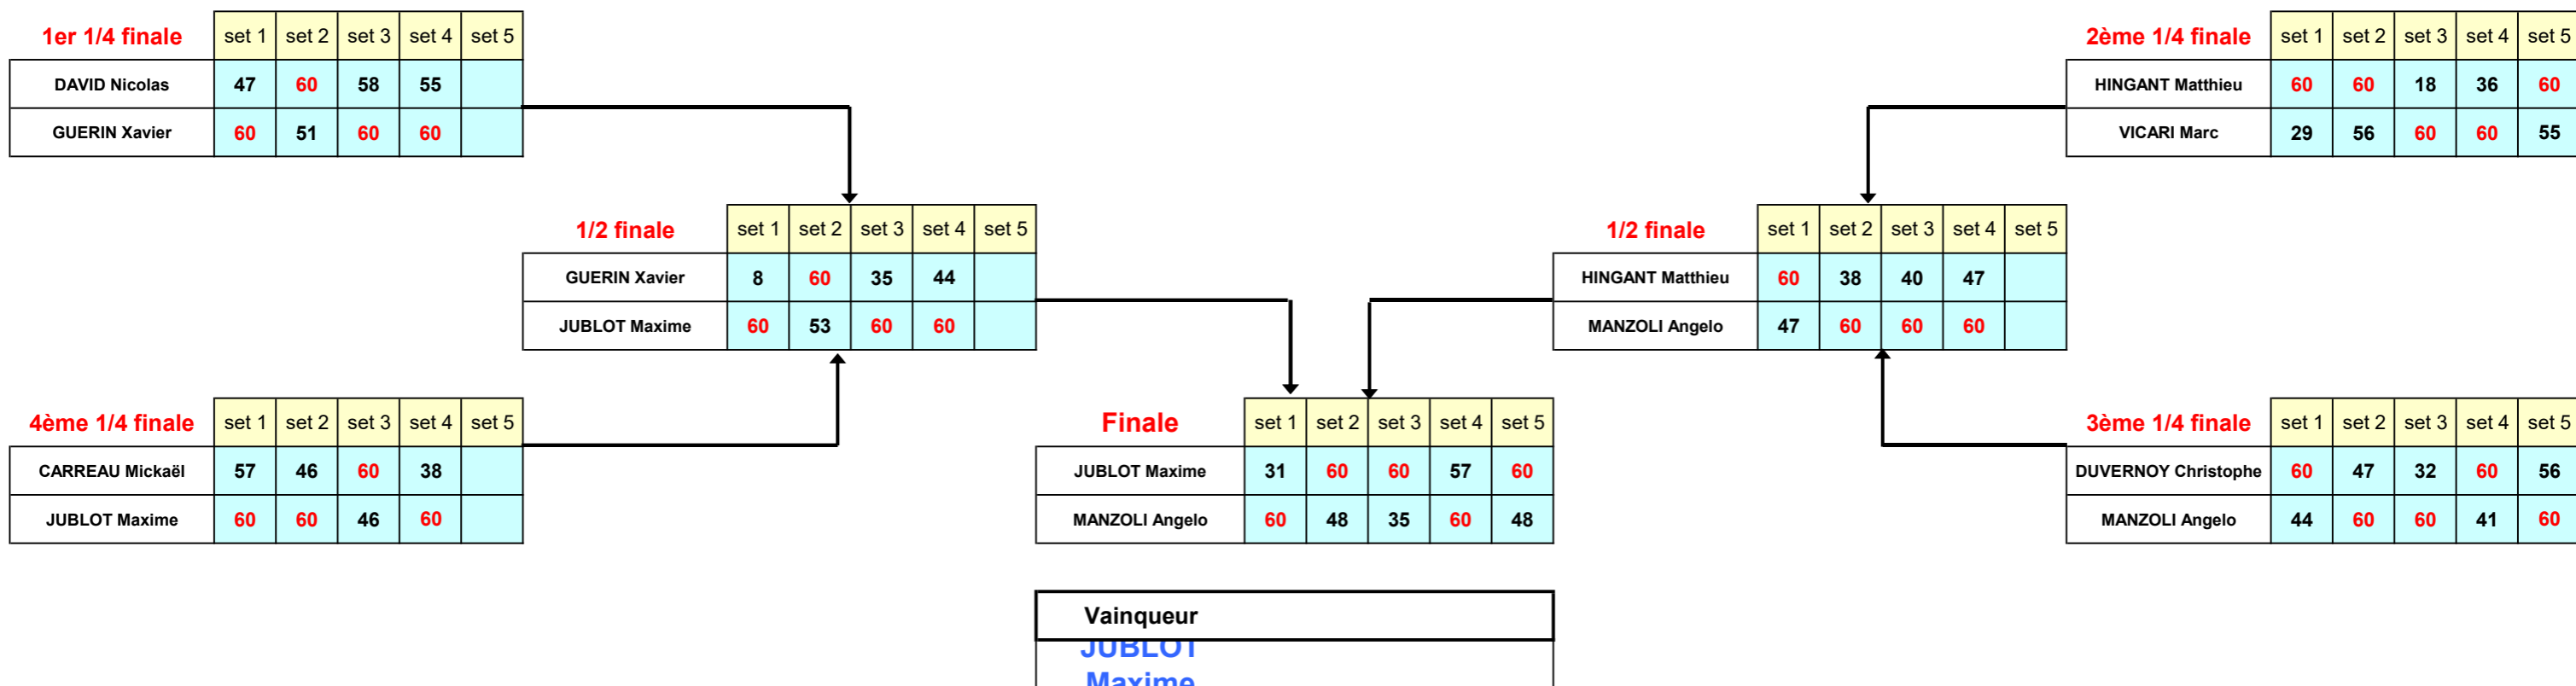 1er 1/4 finale set 1 set 2 set 3 set 4 set 5
DAVID Nicolas 47 60 58 55
GUERIN Xavier 60 51 60 60
2ème 1/4 finale set 1 set 2 set 3 set 4 set 5
HINGANT Matthieu 60 60 18 36 60
VICARI Marc 29 56 60 60 55
1/2 finale set 1 set 2 set 3 set 4 set 5
GUERIN Xavier 8 60 35 44
JUBLOT Maxime 60 53 60 60
1/2 finale set 1 set 2 set 3 set 4 set 5
HINGANT Matthieu 60 38 40 47
MANZOLI Angelo 47 60 60 60
4ème 1/4 finale set 1 set 2 set 3 set 4 set 5
CARREAU Mickaël 57 46 60 38
JUBLOT Maxime 60 60 46 60
Finale set 1 set 2 set 3 set 4 set 5
JUBLOT Maxime 31 60 60 57 60
MANZOLI Angelo 60 48 35 60 48
3ème 1/4 finale set 1 set 2 set 3 set 4 set 5
DUVERNOY Christophe 60 47 32 60 56
MANZOLI Angelo 44 60 60 41 60
Vainqueur
JUBLOT
Maxime